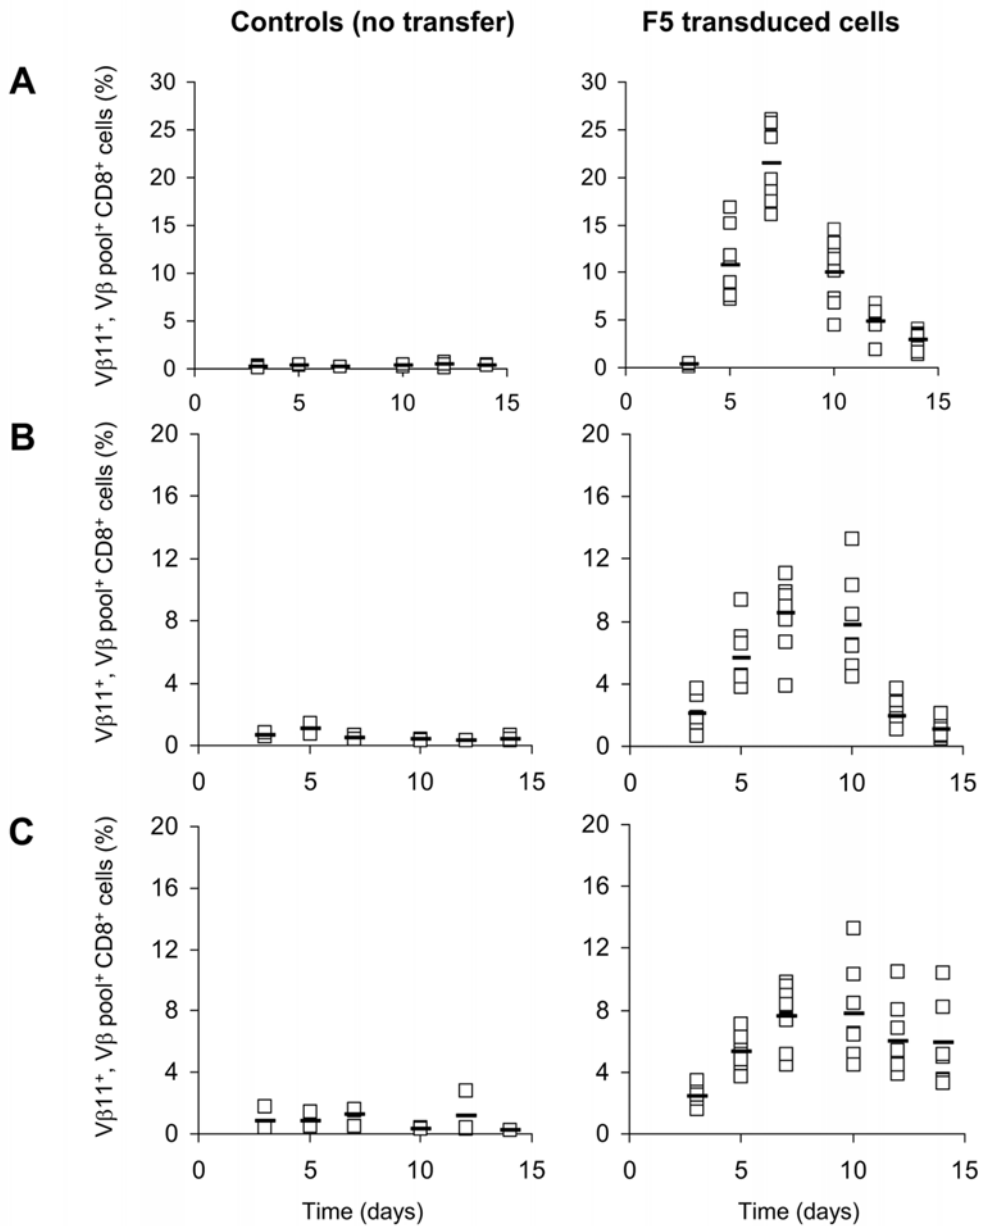 Controls (no transfer) F5 transduced cells
A
Vβ11⁺, Vβ pool⁺ CD8⁺ cells (%)
30 30
25 25
20 20
15 15
10 10
5 5
0 0
0 5 10 15 0 5 10 15
B
Vβ11⁺, Vβ pool⁺ CD8⁺ cells (%)
20 20
16 16
12 12
8 8
4 4
0 0
0 5 10 15 0 5 10 15
C
Vβ11⁺, Vβ pool⁺ CD8⁺ cells (%)
20 20
16 16
12 12
8 8
4 4
0 0
0 5 10 15 0 5 10 15
Time (days) Time (days)